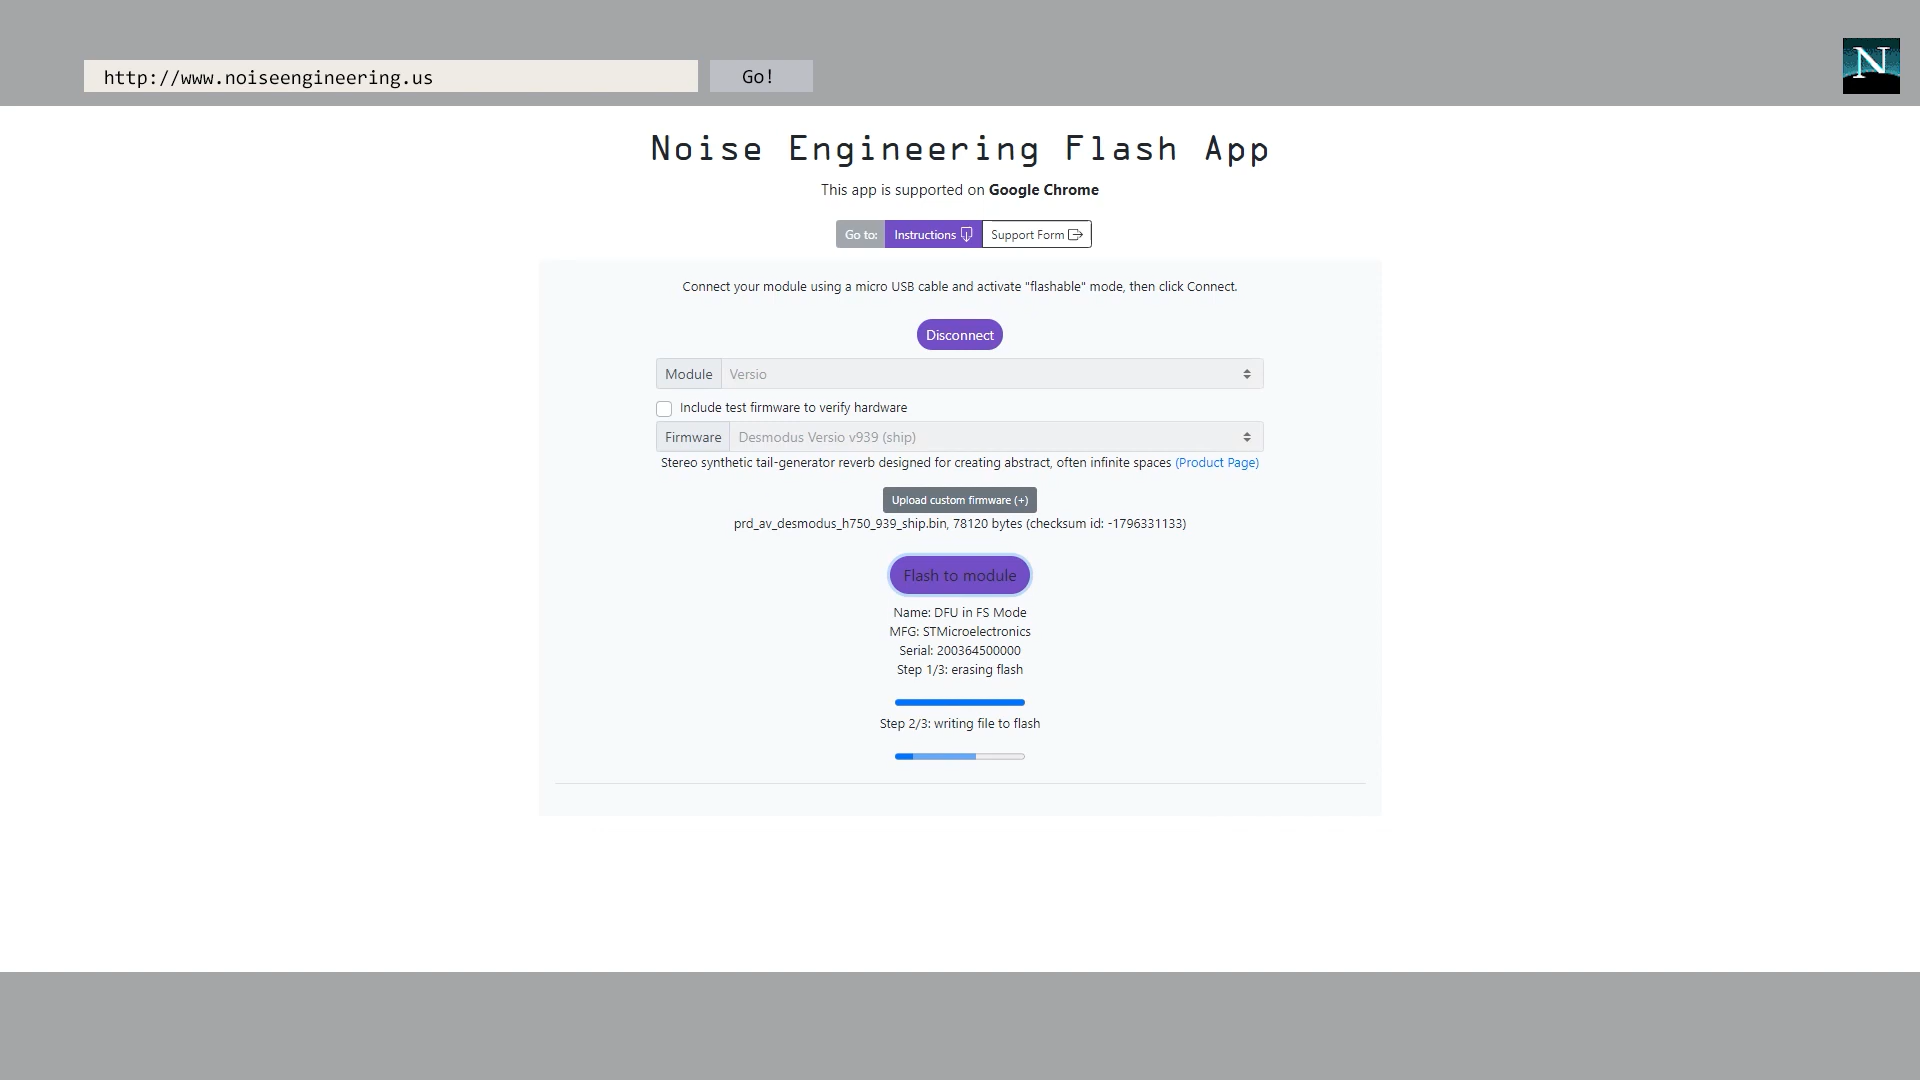 http://www.noiseengineering.us
Go!
N
Noise Engineering Flash App
This app is supported on Google Chrome
Go to:
Instructions
Support Form
Connect your module using a micro USB cable and activate "flashable" mode, then click Connect.
Disconnect
Module
Versio
Include test firmware to verify hardware
Firmware
Desmodus Versio v939 (ship)
Stereo synthetic tail-generator reverb designed for creating abstract, often infinite spaces (Product Page)
Upload custom firmware (+)
prd_av_desmodus_h750_939_ship.bin, 78120 bytes (checksum id: -1796331133)
Flash to module
Name: DFU in FS Mode
MFG: STMicroelectronics
Serial: 200364500000
Step 1/3: erasing flash
Step 2/3: writing file to flash